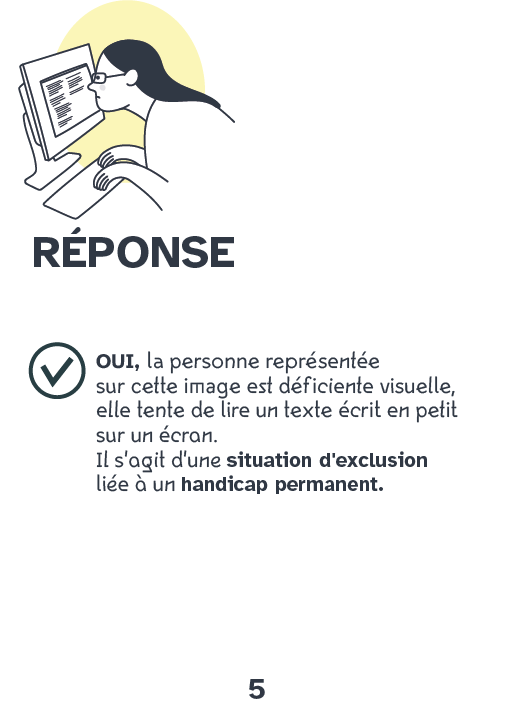 RÉPONSE
OUI, la personne représentée
sur cette image est déficiente visuelle,
elle tente de lire un texte écrit en petit
sur un écran.
Il s'agit d'une situation d'exclusion
liée à un handicap permanent.
5